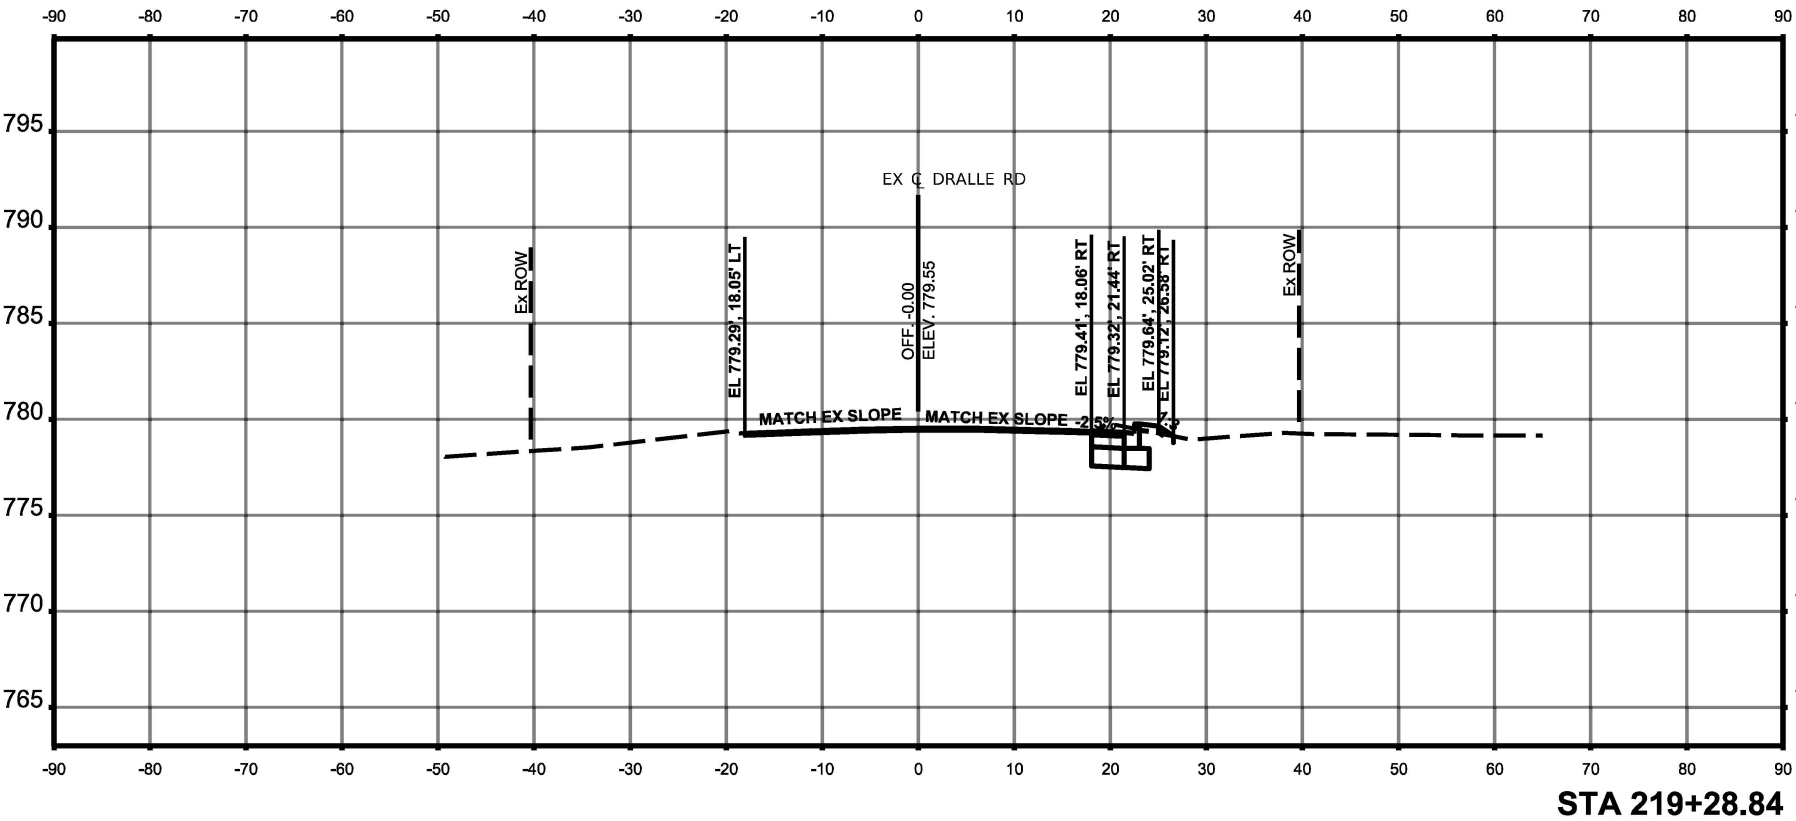 -90 -80 -70 -60 -50 -40 -30 -20 -10 0 10 20 30 40 50 60 70 80 90
795
EX ℄ DRALLE RD
790
Ex ROW
EL 779.29', 18.05' LT
OFF. -0.00
ELEV. 779.55
EL 779.41', 18.06' RT
EL 779.32', 21.44' RT
EL 779.64', 25.02' RT
EL 779.12', 26.58' RT
Ex ROW
785
780
MATCH EX SLOPE
MATCH EX SLOPE
-2.5%
775
770
765
-90 -80 -70 -60 -50 -40 -30 -20 -10 0 10 20 30 40 50 60 70 80 90
STA 219+28.84